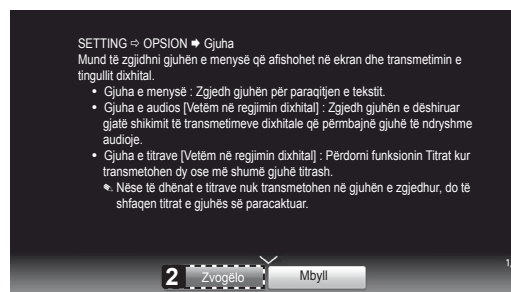 SETTING ⇨ OPSION ➡ Gjuha
Mund të zgjidhni gjuhën e menysë që afishohet në ekran dhe transmetimin e
tingullit dixhital.
• Gjuha e menysë : Zgjedh gjuhën për paraqitjen e tekstit.
• Gjuha e audios [Vetëm në regjimin dixhital] : Zgjedh gjuhën e dëshiruar
gjatë shikimit të transmetimeve dixhitale që përmbajnë gjuhë të ndryshme
audioje.
• Gjuha e titrave [Vetëm në regjimin dixhital] : Përdorni funksionin Titrat kur
transmetohen dy ose më shumë gjuhë titrash.
✎ Nëse të dhënat e titrave nuk transmetohen në gjuhën e zgjedhur, do të
shfaqen titrat e gjuhës së paracaktuar.
2 Zvogëlo Mbyll